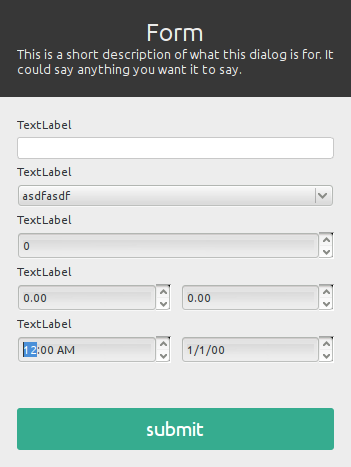 Form
This is a short description of what this dialog is for. It
could say anything you want it to say.
TextLabel
TextLabel
asdfasdf
TextLabel
0
TextLabel
0.00 0.00
TextLabel
12:00 AM 1/1/00
submit